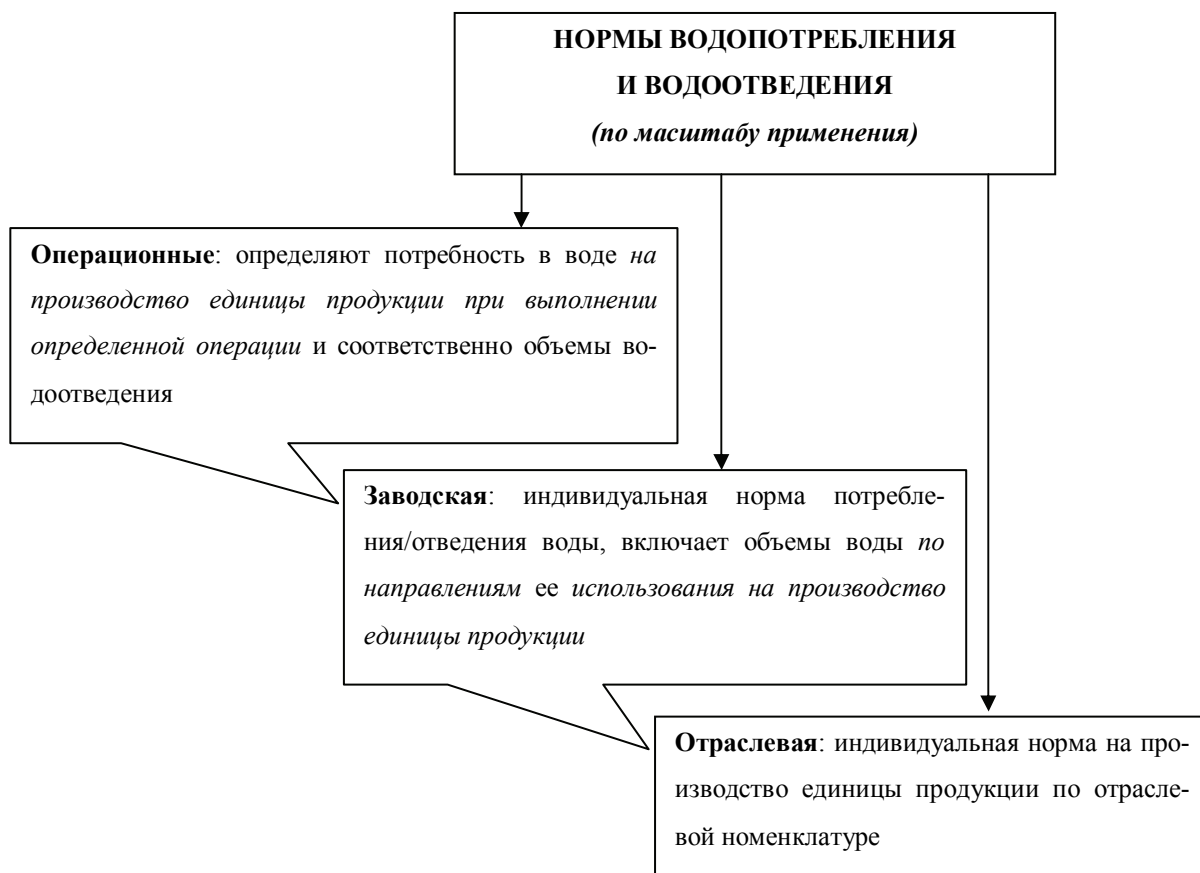 НОРМЫ ВОДОПОТРЕБЛЕНИЯ
И ВОДООТВЕДЕНИЯ
(по масштабу применения)
Операционные: определяют потребность в воде на
производство единицы продукции при выполнении
определенной операции и соответственно объемы во-
доотведения
Заводская: индивидуальная норма потребле-
ния/отведения воды, включает объемы воды по
направлениям ее использования на производство
единицы продукции
Отраслевая: индивидуальная норма на про-
изводство единицы продукции по отрасле-
вой номенклатуре